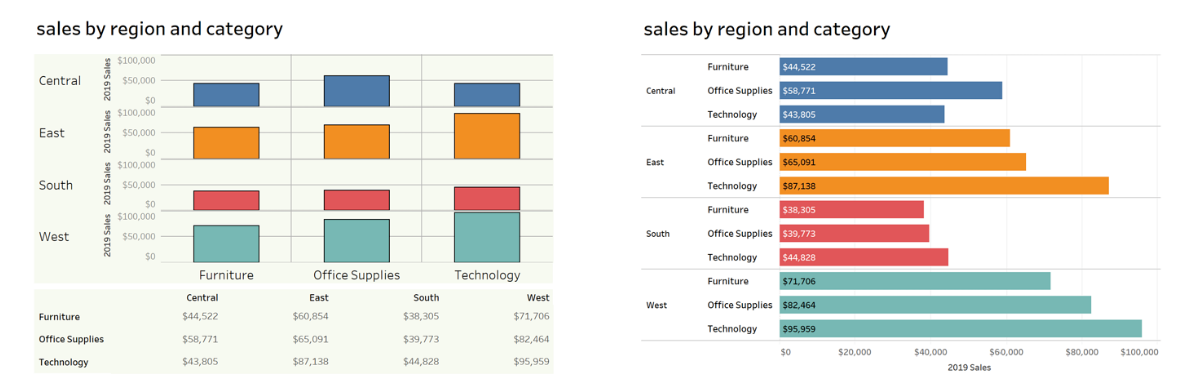 sales by region and category
Central
2019 Sales
$100,000
$50,000
$0
East
2019 Sales
$100,000
$50,000
$0
South
2019 Sales
$100,000
$50,000
$0
West
2019 Sales
$100,000
$50,000
$0
Furniture Office Supplies Technology
Central East South West
Furniture $44,522 $60,854 $38,305 $71,706
Office Supplies $58,771 $65,091 $39,773 $82,464
Technology $43,805 $87,138 $44,828 $95,959
sales by region and category
Central
Furniture $44,522
Office Supplies $58,771
Technology $43,805
East
Furniture $60,854
Office Supplies $65,091
Technology $87,138
South
Furniture $38,305
Office Supplies $39,773
Technology $44,828
West
Furniture $71,706
Office Supplies $82,464
Technology $95,959
$0 $20,000 $40,000 $60,000 $80,000 $100,000
2019 Sales